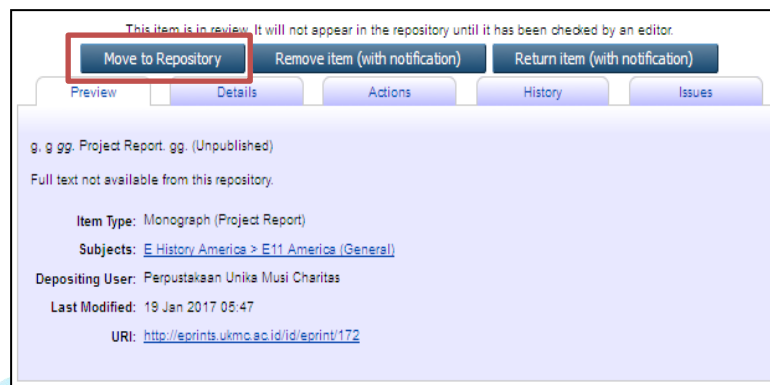 This item is in review. It will not appear in the repository until it has been checked by an editor.
Move to Repository Remove item (with notification) Return item (with notification)
Preview Details Actions History Issues
g, g gg. Project Report. gg. (Unpublished)
Full text not available from this repository.
Item Type: Monograph (Project Report)
Subjects: E History America > E11 America (General)
Depositing User: Perpustakaan Unika Musi Charitas
Last Modified: 19 Jan 2017 05:47
URI: http://eprints.ukmc.ac.id/id/eprint/172